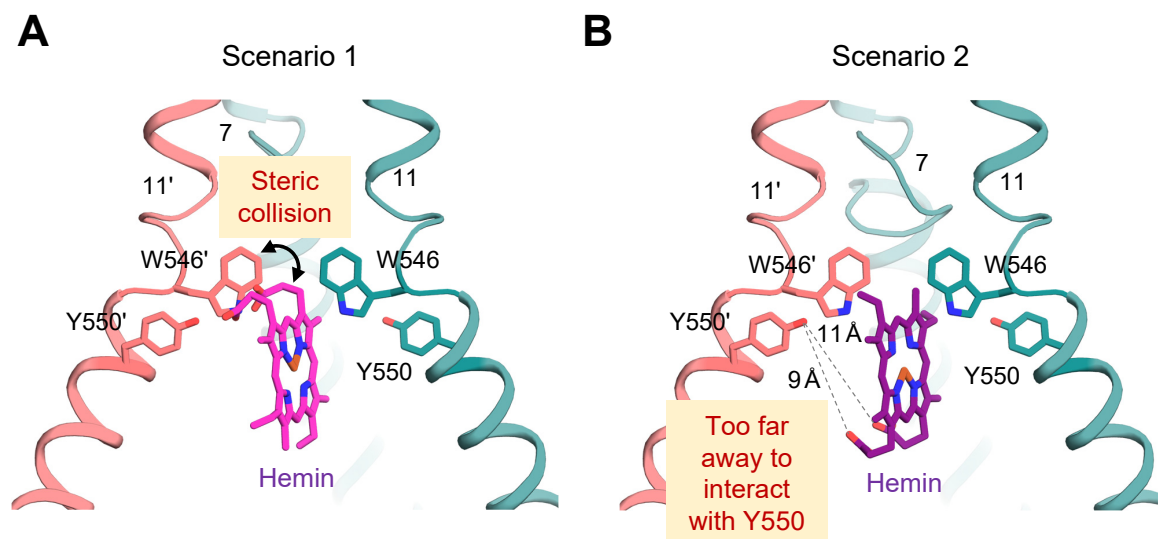 A
Scenario 1
7
11'
11
Steric
collision
W546'
W546
Y550'
Y550
Hemin
B
Scenario 2
7
11'
11
W546'
W546
Y550'
11 Å
Y550
9 Å
Too far
away to
interact
with Y550
Hemin